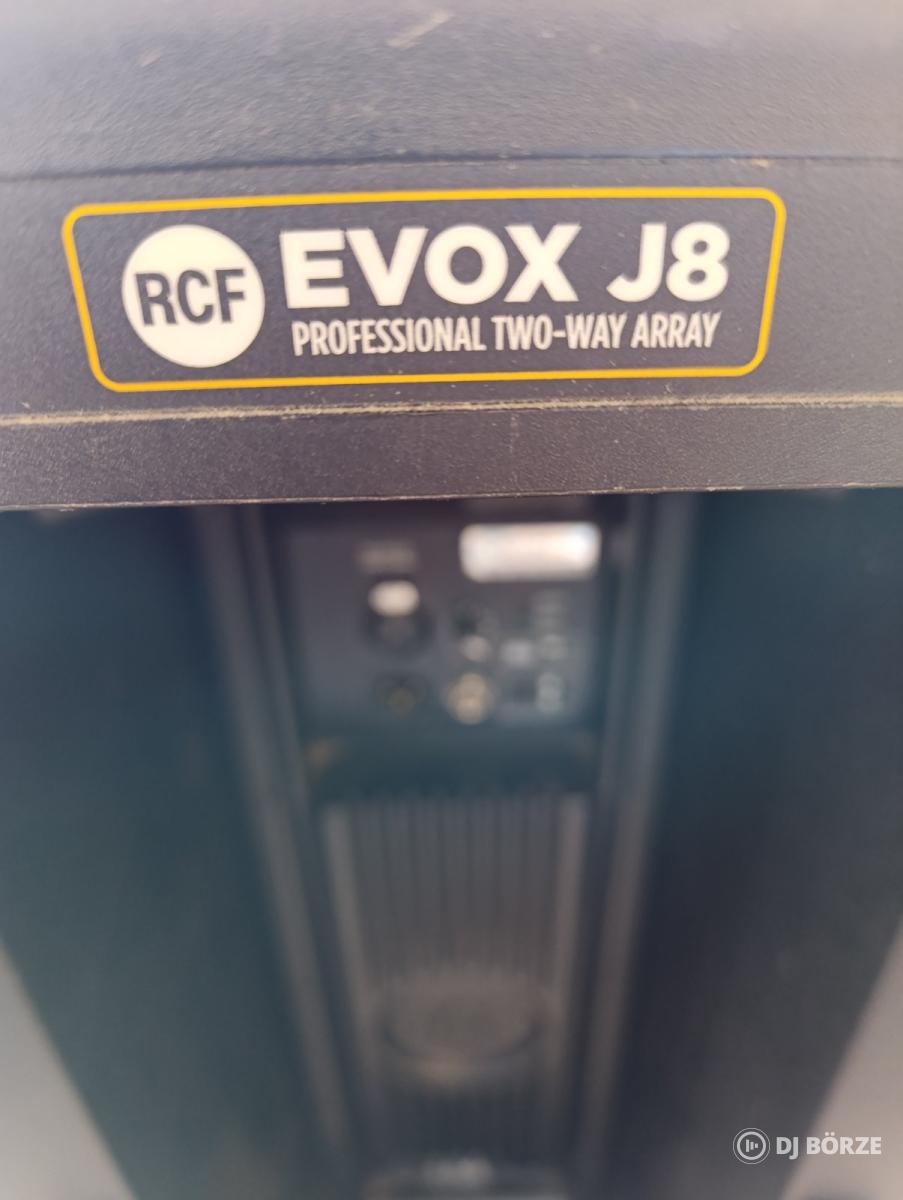 RCF
EVOX J8
PROFESSIONAL TWO-WAY ARRAY
DJ BÖRZE